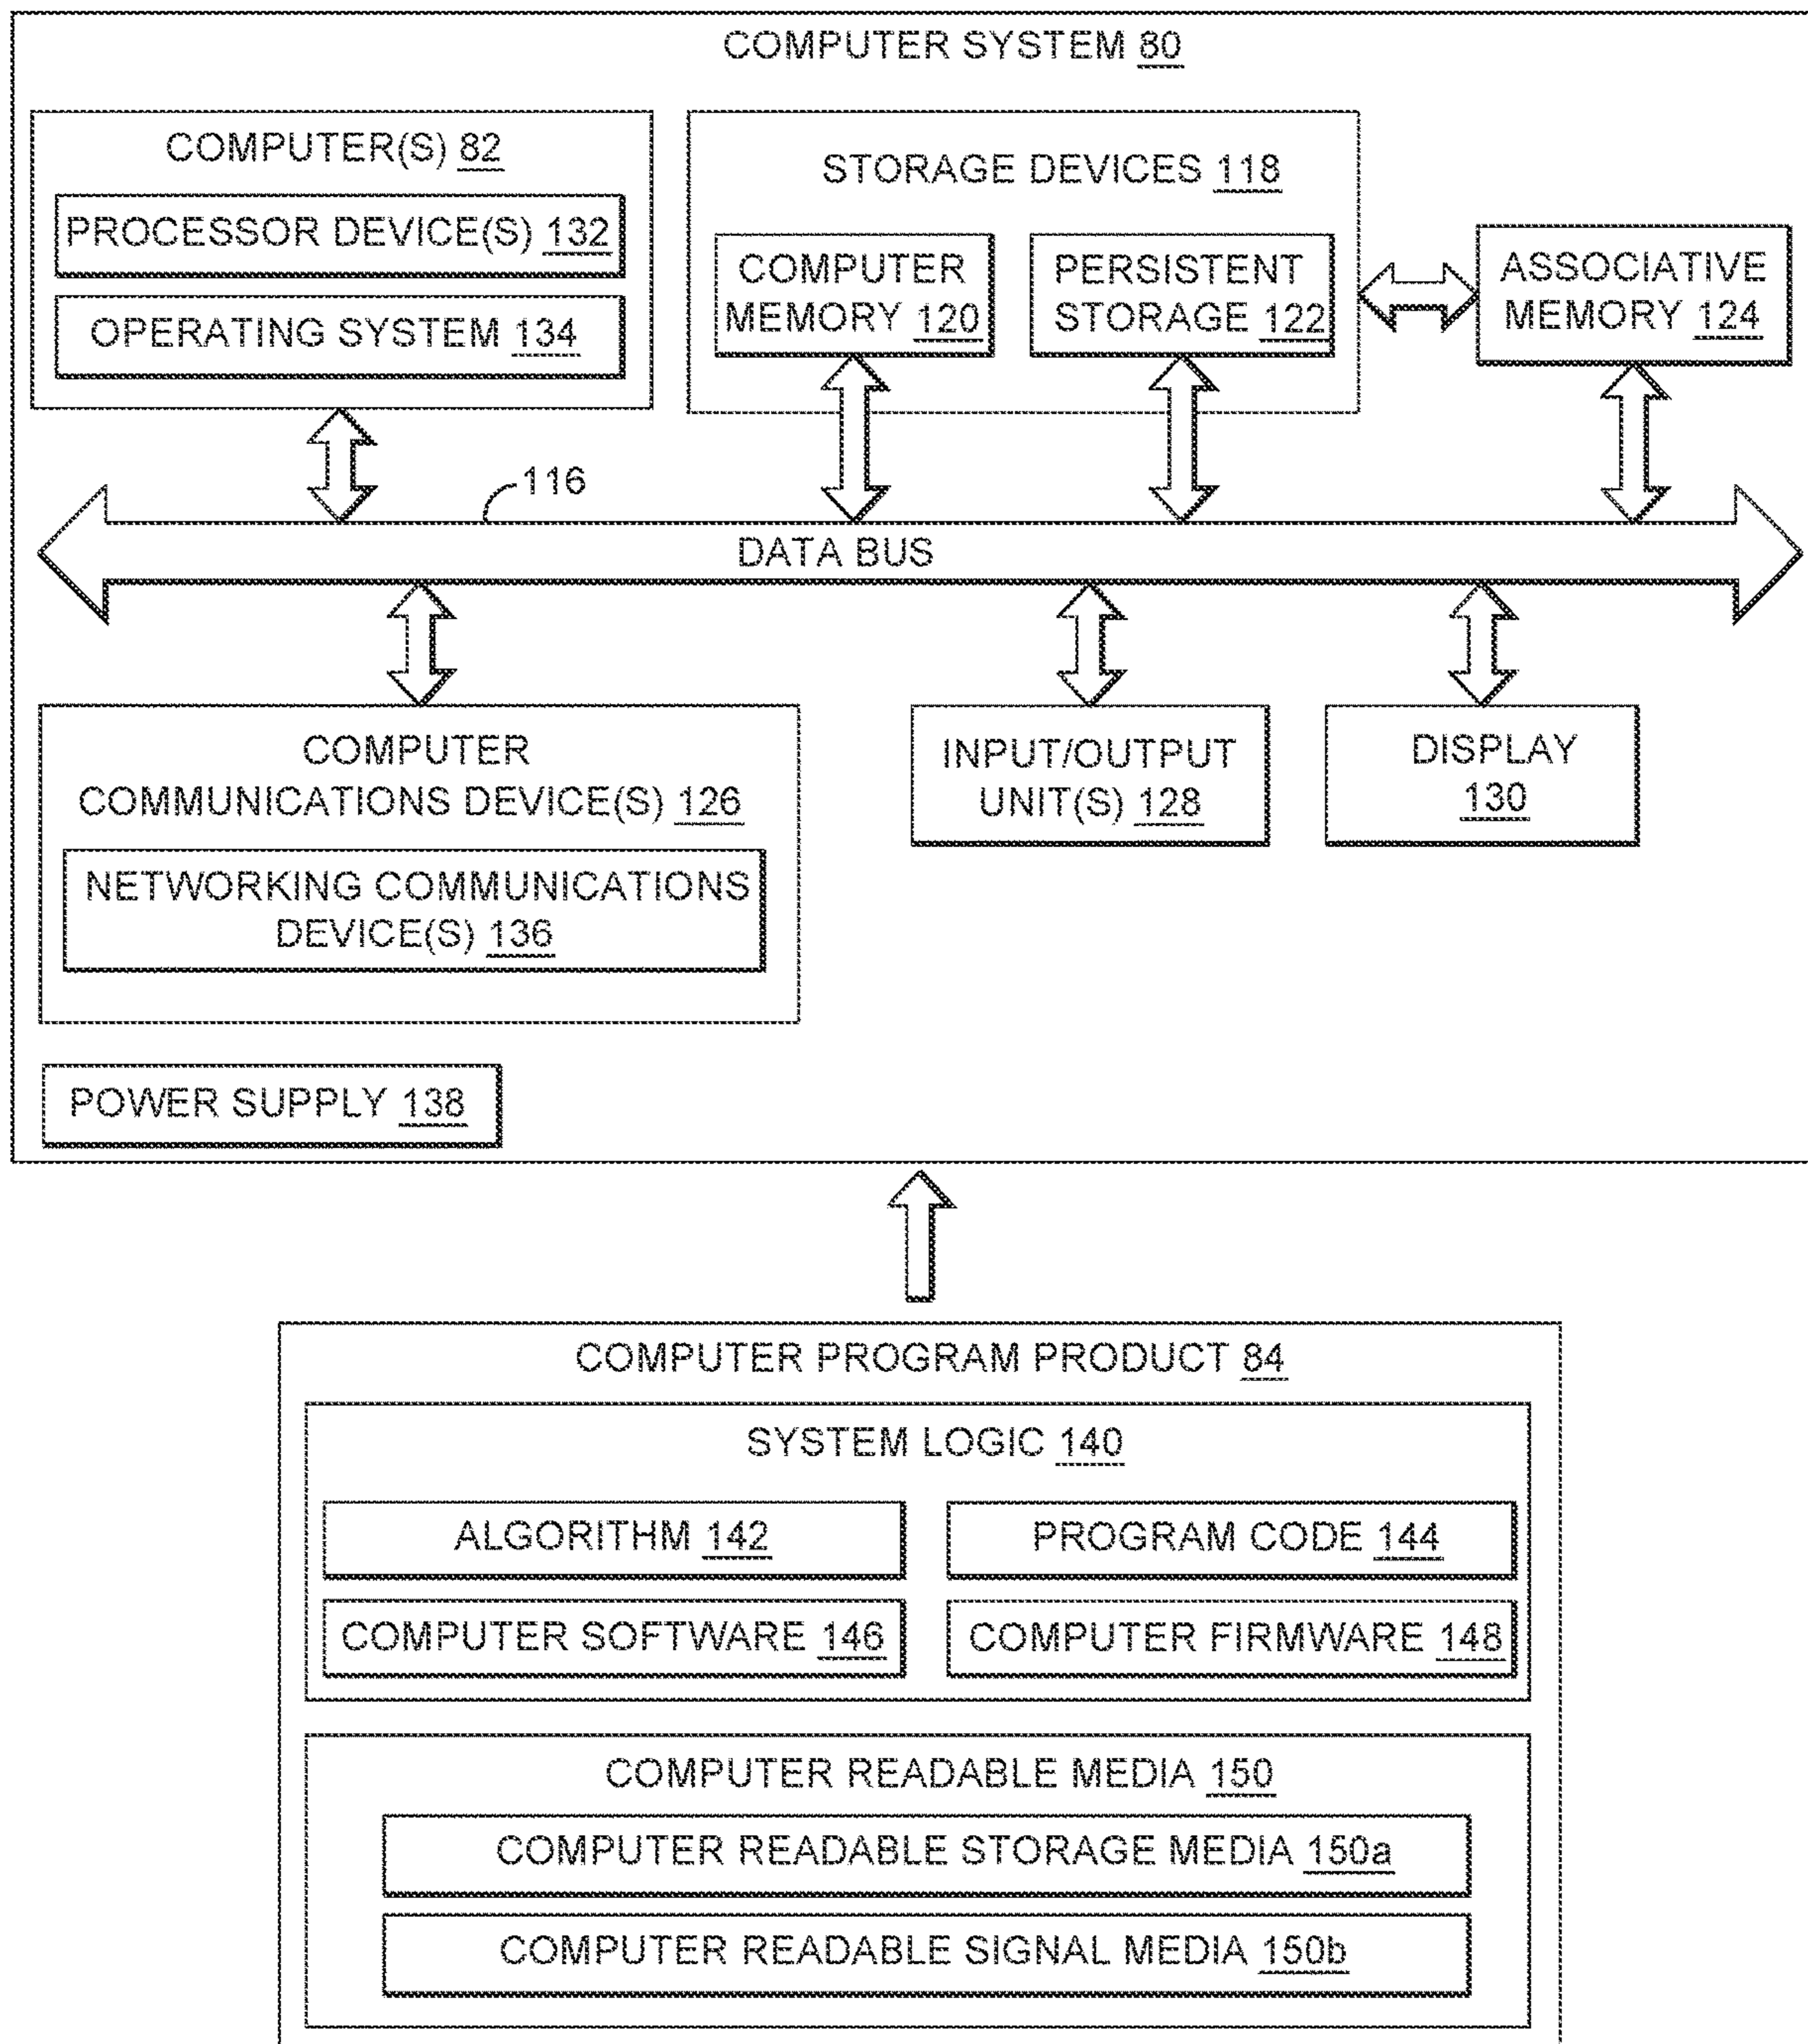 COMPUTER SYSTEM 80
COMPUTER(S) 82
PROCESSOR DEVICE(S) 132
OPERATING SYSTEM 134
STORAGE DEVICES 118
COMPUTER
MEMORY 120
PERSISTENT
STORAGE 122
ASSOCIATIVE
MEMORY 124
116
DATA BUS
COMPUTER
COMMUNICATIONS DEVICE(S) 126
NETWORKING COMMUNICATIONS
DEVICE(S) 136
INPUT/OUTPUT
UNIT(S) 128
DISPLAY
130
POWER SUPPLY 138
COMPUTER PROGRAM PRODUCT 84
SYSTEM LOGIC 140
ALGORITHM 142
PROGRAM CODE 144
COMPUTER SOFTWARE 146
COMPUTER FIRMWARE 148
COMPUTER READABLE MEDIA 150
COMPUTER READABLE STORAGE MEDIA 150a
COMPUTER READABLE SIGNAL MEDIA 150b